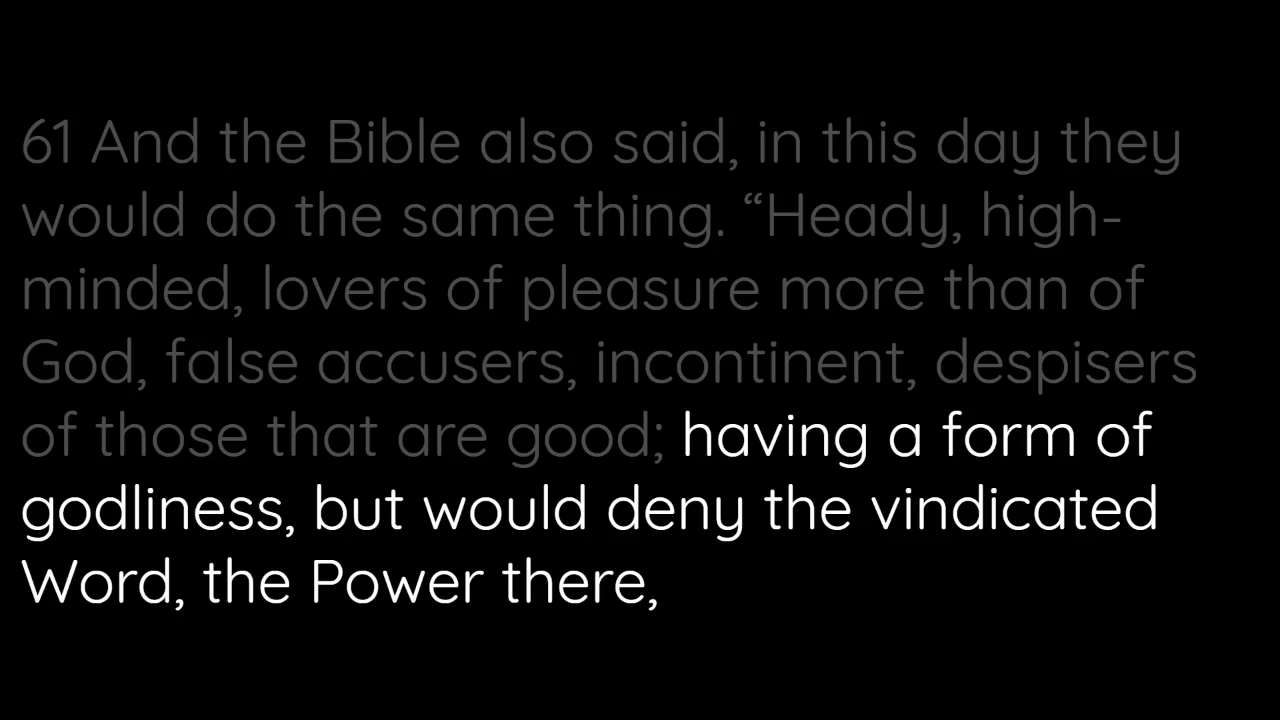 61 And the Bible also said, in this day they
would do the same thing. “Heady, high-
minded, lovers of pleasure more than of
God, false accusers, incontinent, despisers
of those that are good; having a form of
godliness, but would deny the vindicated
Word, the Power there,